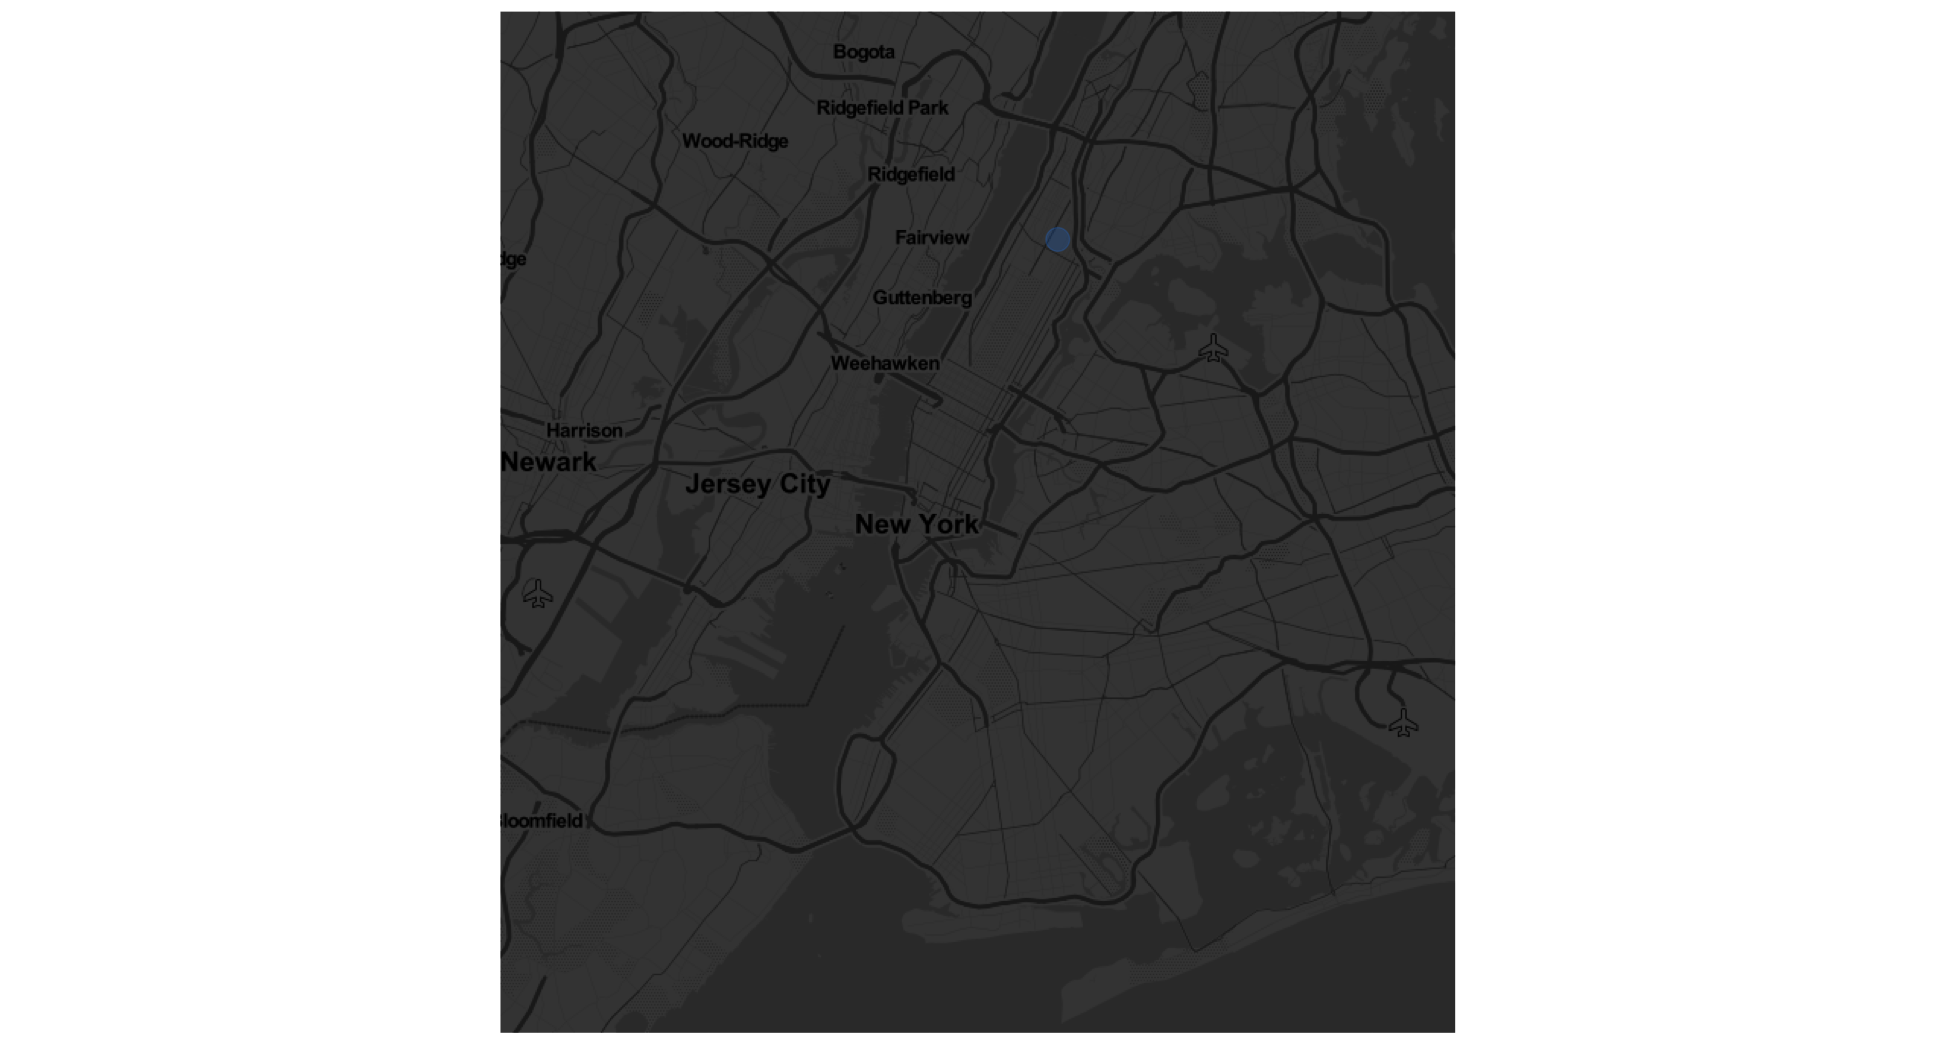 Bogota
Ridgefield Park
Wood-Ridge
Ridgefield
Fairview
dge
Guttenberg
Weehawken
Harrison
Newark
Jersey City
New York
loomfield